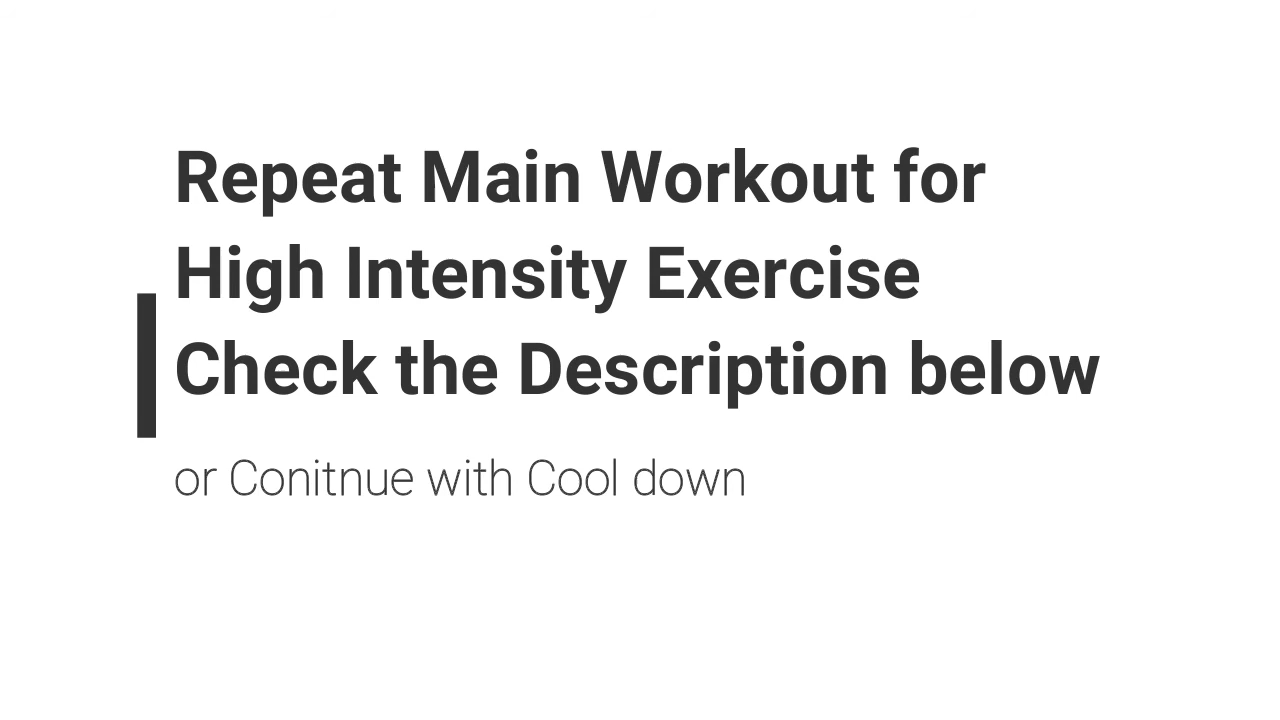 Repeat Main Workout for
High Intensity Exercise
Check the Description below
or Conitnue with Cool down